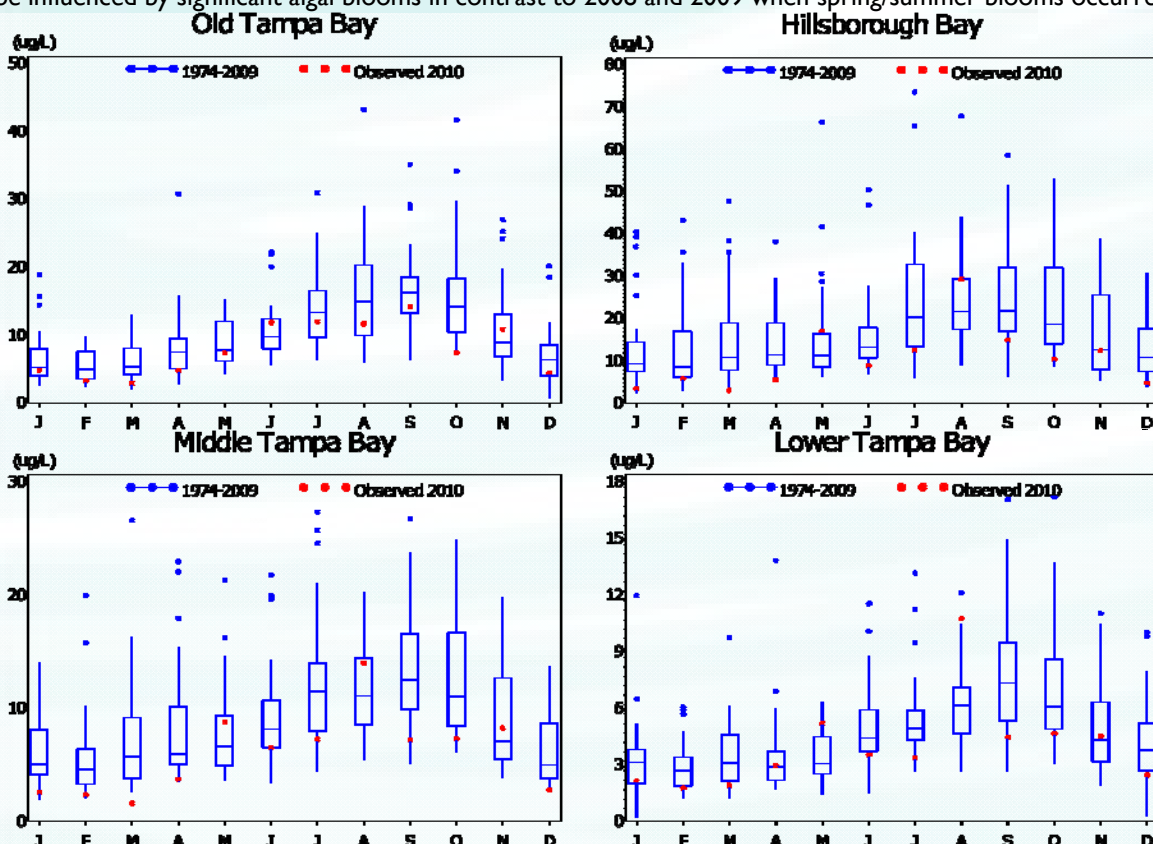 be influenced by significant algal blooms in contrast to 2008 and 2009 when spring/summer blooms occurre
Old Tampa Bay
(ug/L)
1974-2009 Observed 2010
50
40
30
20
10
0
J F M A M J J A S O N D
Hillsborough Bay
(ug/L)
1974-2009 Observed 2010
80
70
60
50
40
30
20
10
0
J F M A M J J A S O N D
Middle Tampa Bay
(ug/L)
1974-2009 Observed 2010
30
20
10
0
J F M A M J J A S O N D
Lower Tampa Bay
(ug/L)
1974-2009 Observed 2010
18
15
12
9
6
3
0
J F M A M J J A S O N D